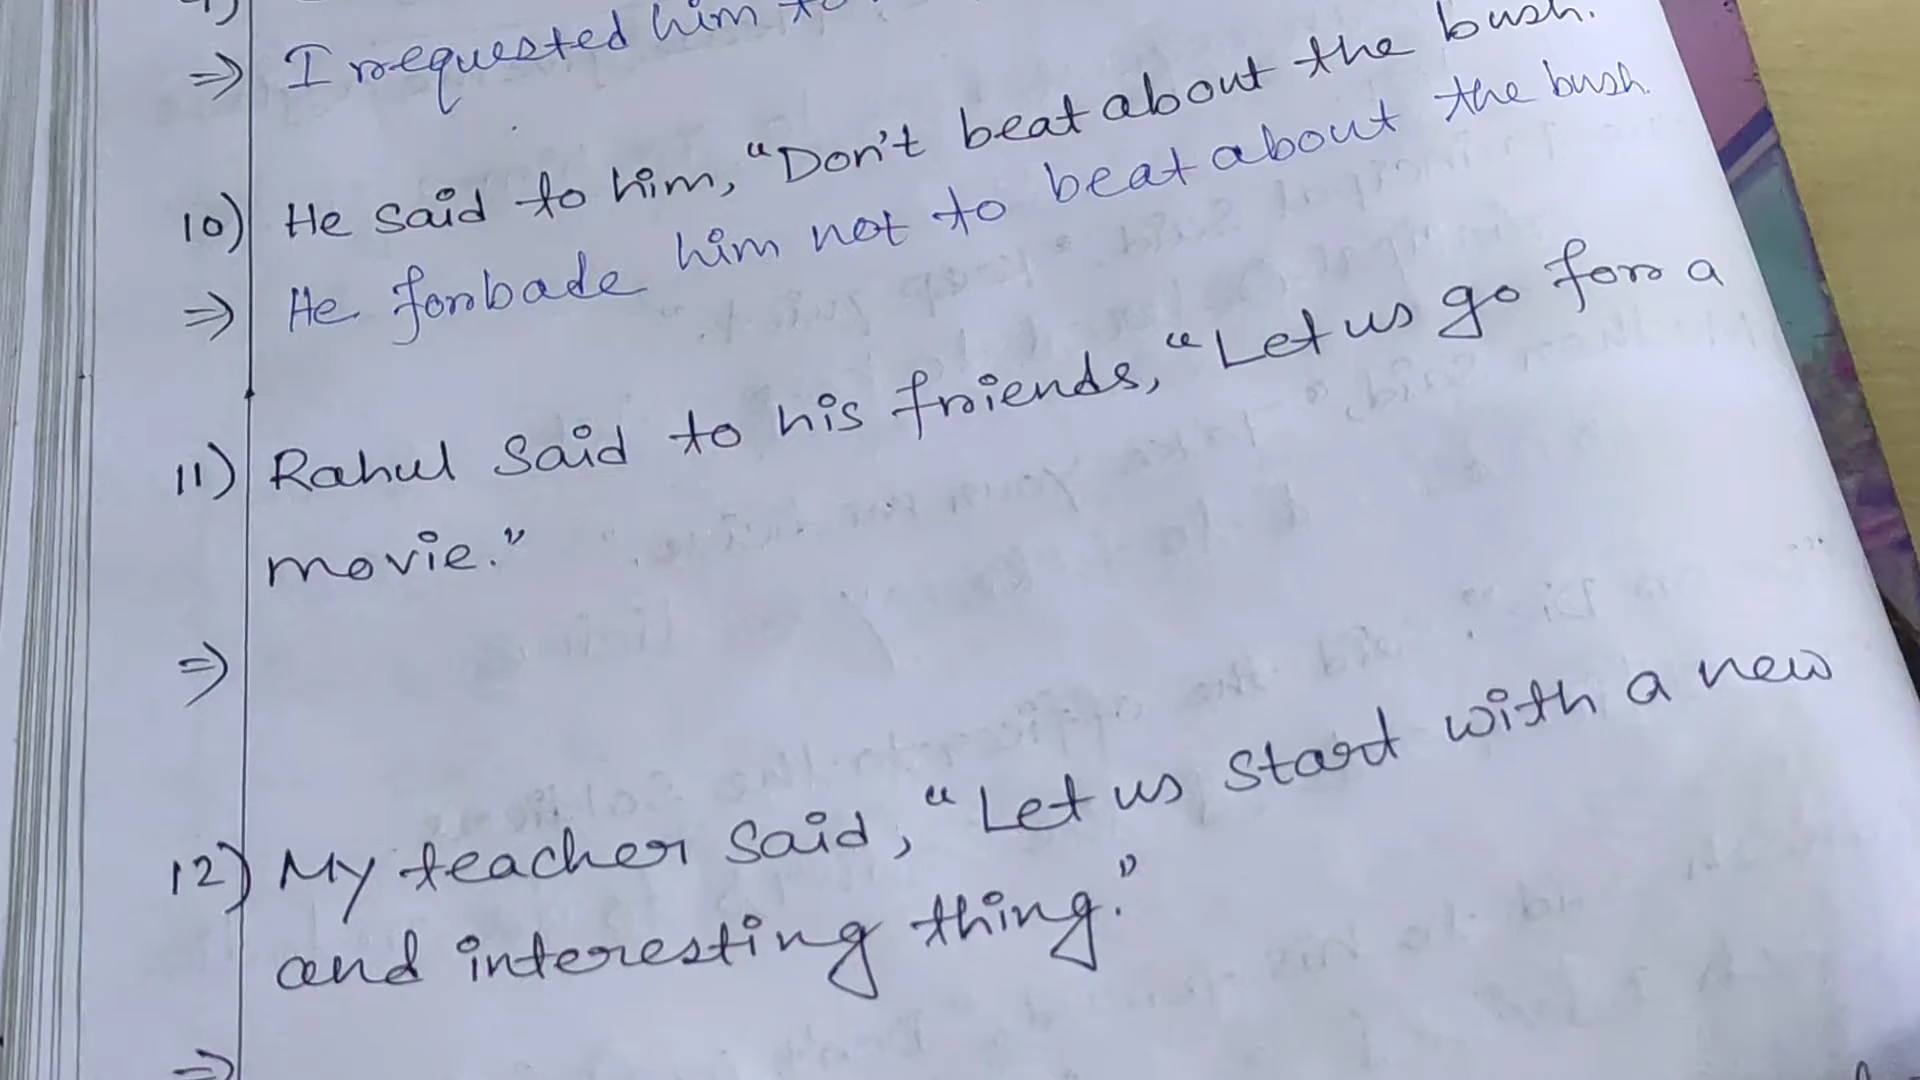 ⇒ I requested him to
10) He said to him, "Don't beat about the bush.
⇒ He forbade him not to beat about the bush.
11) Rahul said to his friends, "Let us go for a
movie."
⇒
12) My teacher said, "Let us start with a new
and interesting thing."
⇒